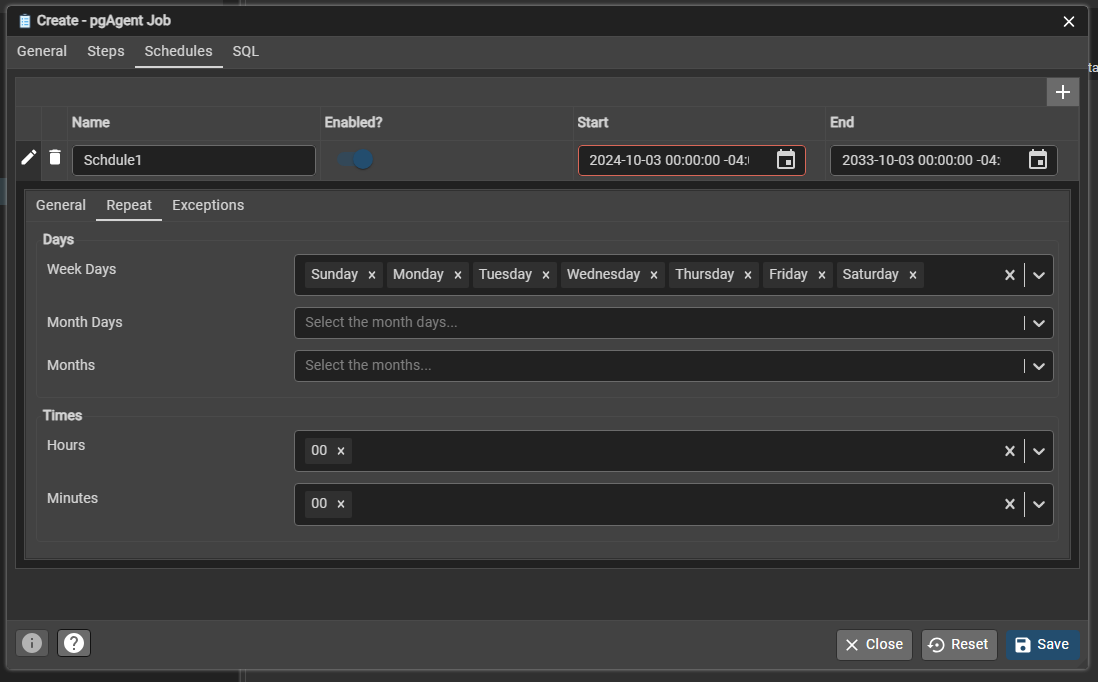 Create - pgAgent Job
General Steps Schedules SQL
Name Enabled? Start End
Schdule1 2024-10-03 00:00:00 -04: 2033-10-03 00:00:00 -04:
General Repeat Exceptions
Days
Week Days Sunday × Monday × Tuesday × Wednesday × Thursday × Friday × Saturday ×
Month Days Select the month days...
Months Select the months...
Times
Hours 00 ×
Minutes 00 ×
Close Reset Save